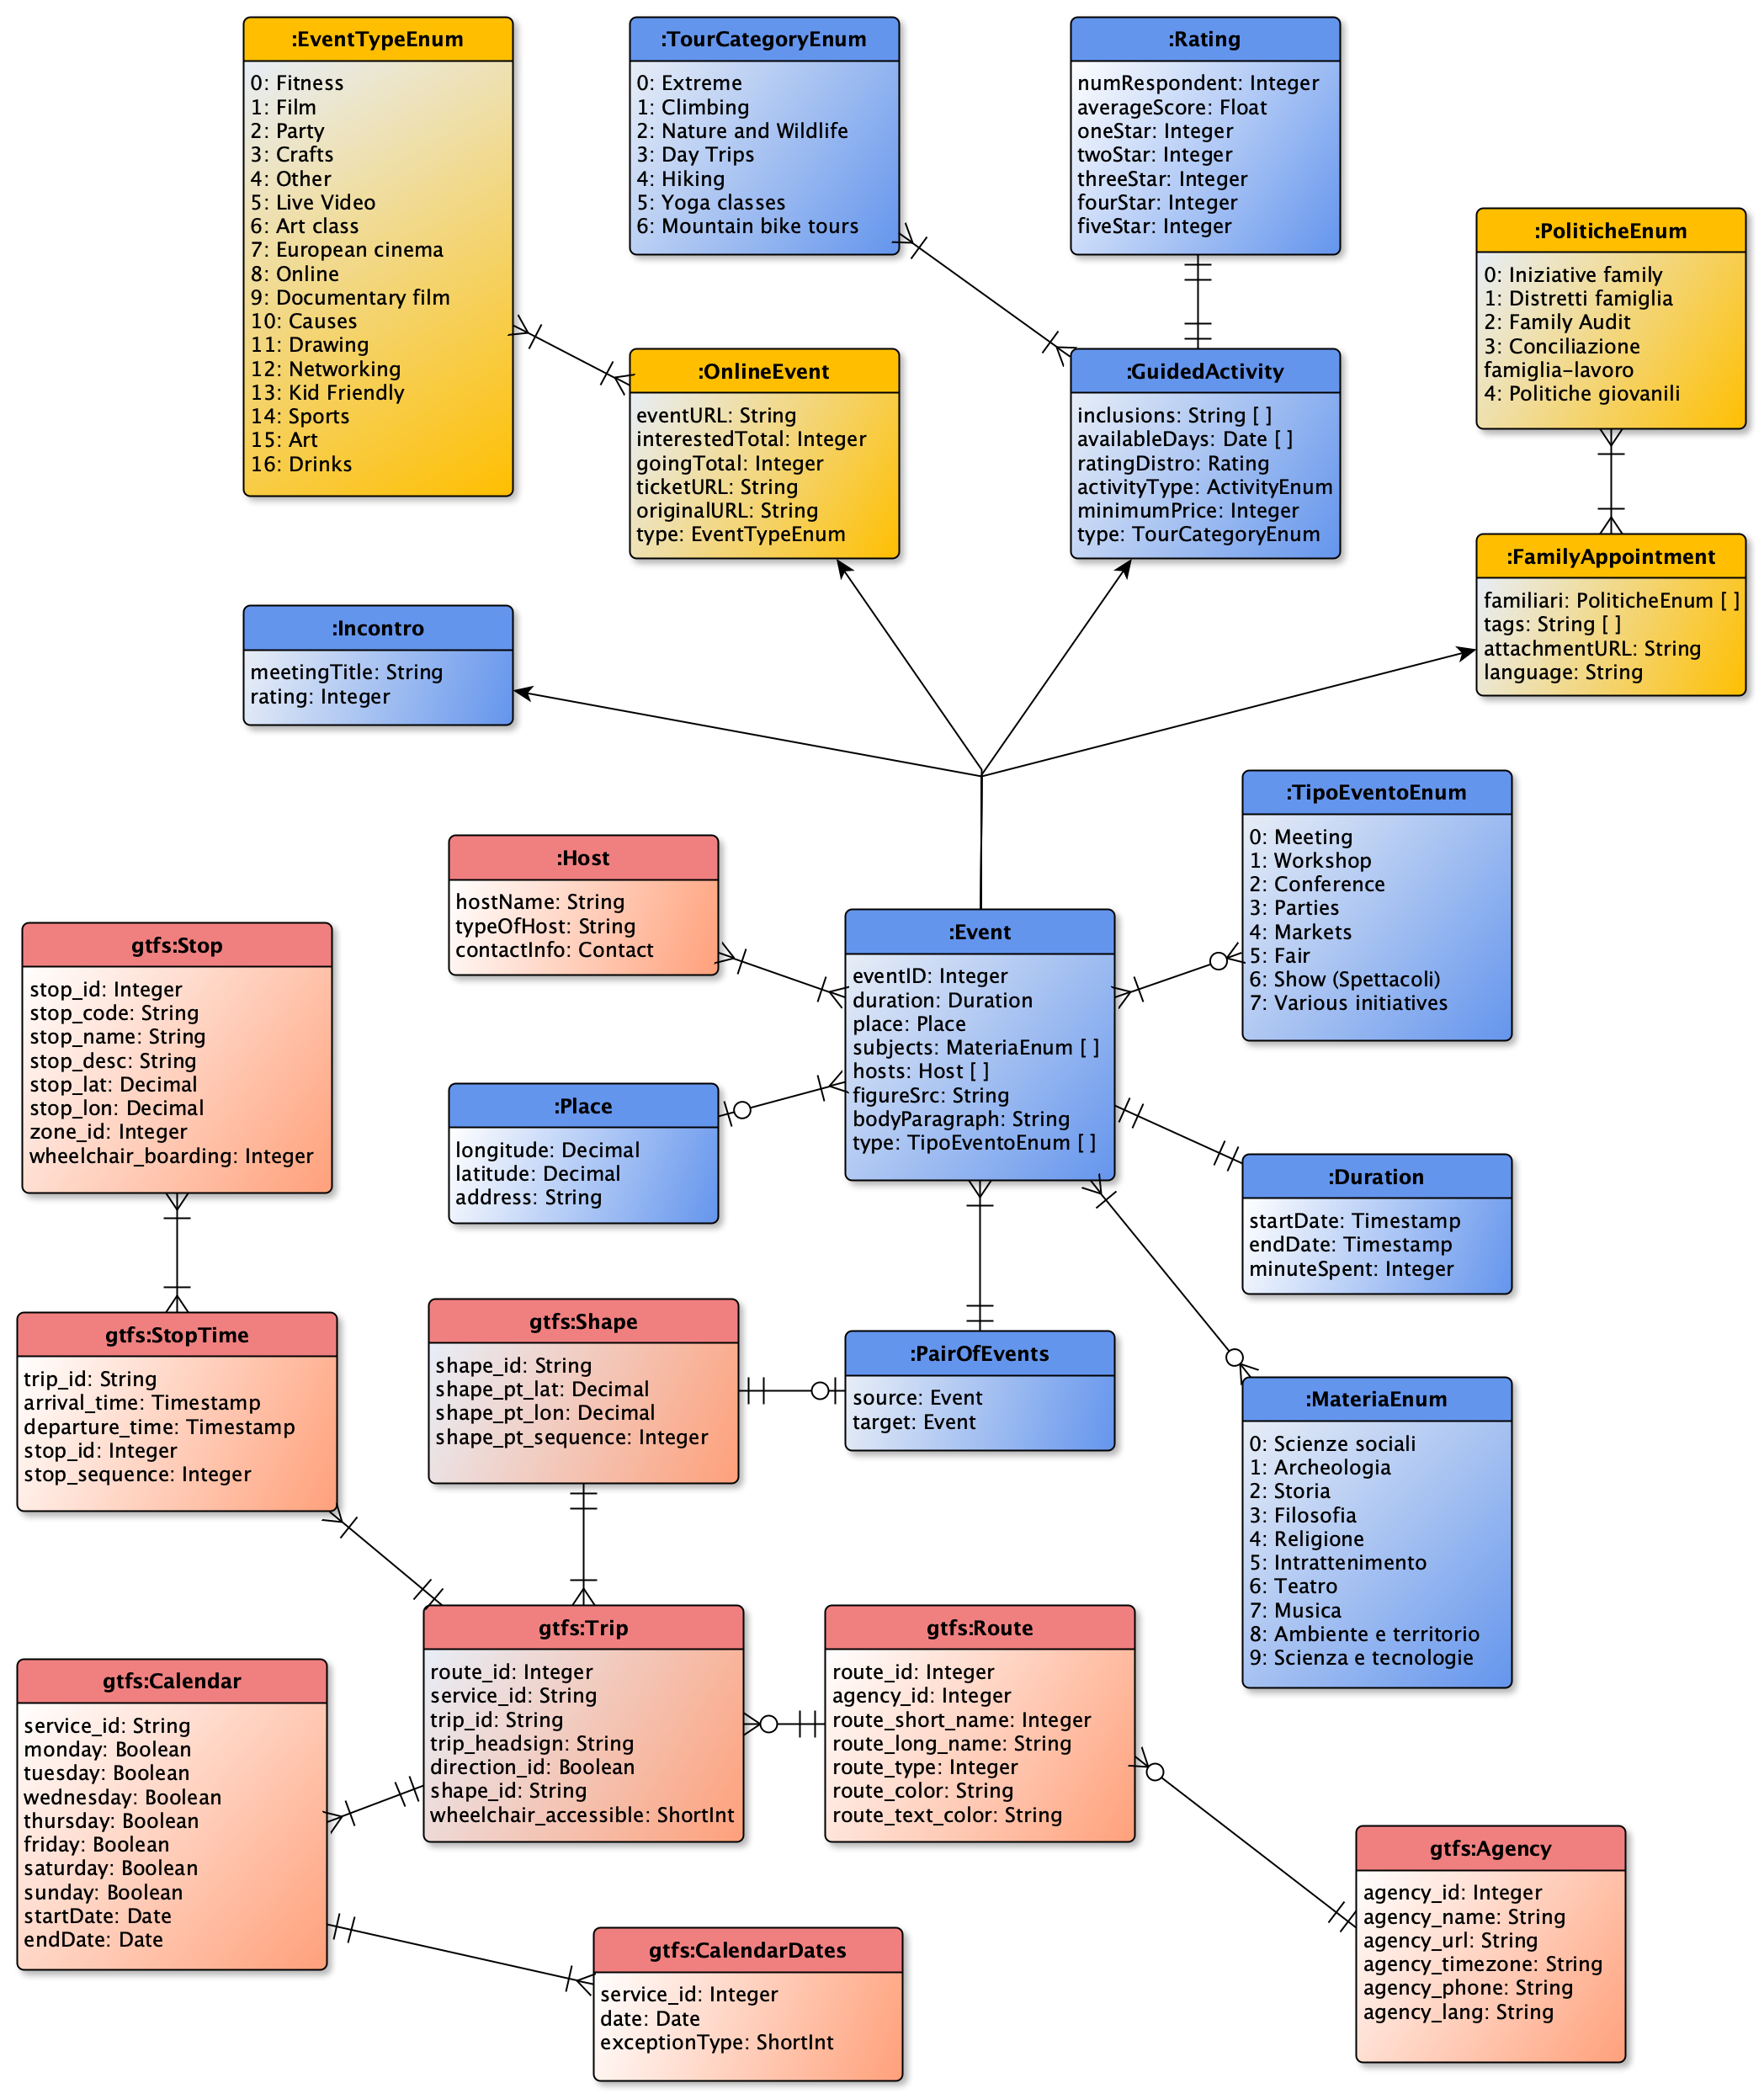 :EventTypeEnum
0: Fitness
1: Film
2: Party
3: Crafts
4: Other
5: Live Video
6: Art class
7: European cinema
8: Online
9: Documentary film
10: Causes
11: Drawing
12: Networking
13: Kid Friendly
14: Sports
15: Art
16: Drinks
:TourCategoryEnum
0: Extreme
1: Climbing
2: Nature and Wildlife
3: Day Trips
4: Hiking
5: Yoga classes
6: Mountain bike tours
:Rating
numRespondent: Integer
averageScore: Float
oneStar: Integer
twoStar: Integer
threeStar: Integer
fourStar: Integer
fiveStar: Integer
:PoliticheEnum
0: Iniziative family
1: Distretti famiglia
2: Family Audit
3: Conciliazione
famiglia-lavoro
4: Politiche giovanili
:OnlineEvent
eventURL: String
interestedTotal: Integer
goingTotal: Integer
ticketURL: String
originalURL: String
type: EventTypeEnum
:GuidedActivity
inclusions: String [ ]
availableDays: Date [ ]
ratingDistro: Rating
activityType: ActivityEnum
minimumPrice: Integer
type: TourCategoryEnum
:FamilyAppointment
familiari: PoliticheEnum [ ]
tags: String [ ]
attachmentURL: String
language: String
:Incontro
meetingTitle: String
rating: Integer
:TipoEventoEnum
0: Meeting
1: Workshop
2: Conference
3: Parties
4: Markets
5: Fair
6: Show (Spettacoli)
7: Various initiatives
:Host
hostName: String
typeOfHost: String
contactInfo: Contact
:Event
eventID: Integer
duration: Duration
place: Place
subjects: MateriaEnum [ ]
hosts: Host [ ]
figureSrc: String
bodyParagraph: String
type: TipoEventoEnum [ ]
gtfs:Stop
stop_id: Integer
stop_code: String
stop_name: String
stop_desc: String
stop_lat: Decimal
stop_lon: Decimal
zone_id: Integer
wheelchair_boarding: Integer
:Place
longitude: Decimal
latitude: Decimal
address: String
:Duration
startDate: Timestamp
endDate: Timestamp
minuteSpent: Integer
gtfs:StopTime
trip_id: String
arrival_time: Timestamp
departure_time: Timestamp
stop_id: Integer
stop_sequence: Integer
gtfs:Shape
shape_id: String
shape_pt_lat: Decimal
shape_pt_lon: Decimal
shape_pt_sequence: Integer
:PairOfEvents
source: Event
target: Event
:MateriaEnum
0: Scienze sociali
1: Archeologia
2: Storia
3: Filosofia
4: Religione
5: Intrattenimento
6: Teatro
7: Musica
8: Ambiente e territorio
9: Scienza e tecnologie
gtfs:Trip
route_id: Integer
service_id: String
trip_id: String
trip_headsign: String
direction_id: Boolean
shape_id: String
wheelchair_accessible: ShortInt
gtfs:Route
route_id: Integer
agency_id: Integer
route_short_name: Integer
route_long_name: String
route_type: Integer
route_color: String
route_text_color: String
gtfs:Calendar
service_id: String
monday: Boolean
tuesday: Boolean
wednesday: Boolean
thursday: Boolean
friday: Boolean
saturday: Boolean
sunday: Boolean
startDate: Date
endDate: Date
gtfs:Agency
agency_id: Integer
agency_name: String
agency_url: String
agency_timezone: String
agency_phone: String
agency_lang: String
gtfs:CalendarDates
service_id: Integer
date: Date
exceptionType: ShortInt